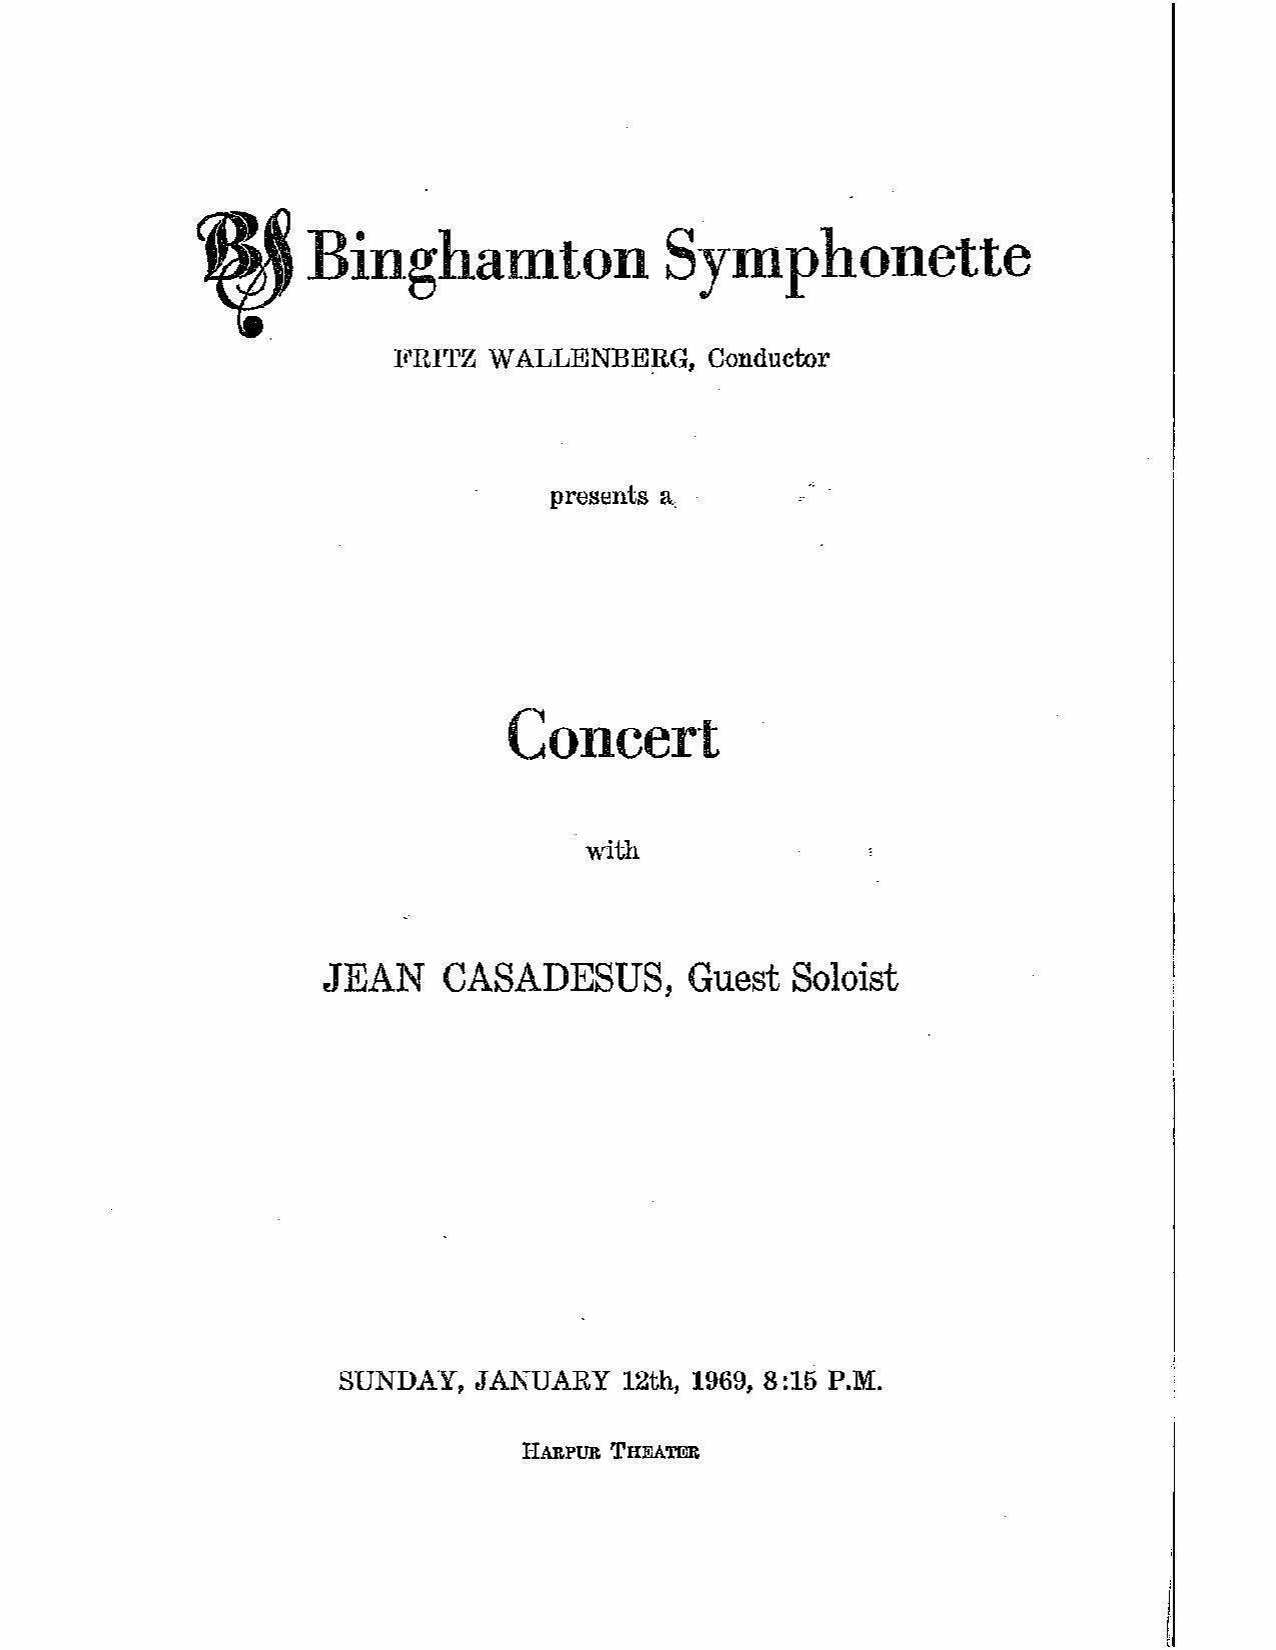 BS Binghamton Symphonette
FRITZ WALLENBERG, Conductor
presents a
Concert
with
JEAN CASADESUS, Guest Soloist
SUNDAY, JANUARY 12th, 1969, 8:15 P.M.
HARPUR THEATER